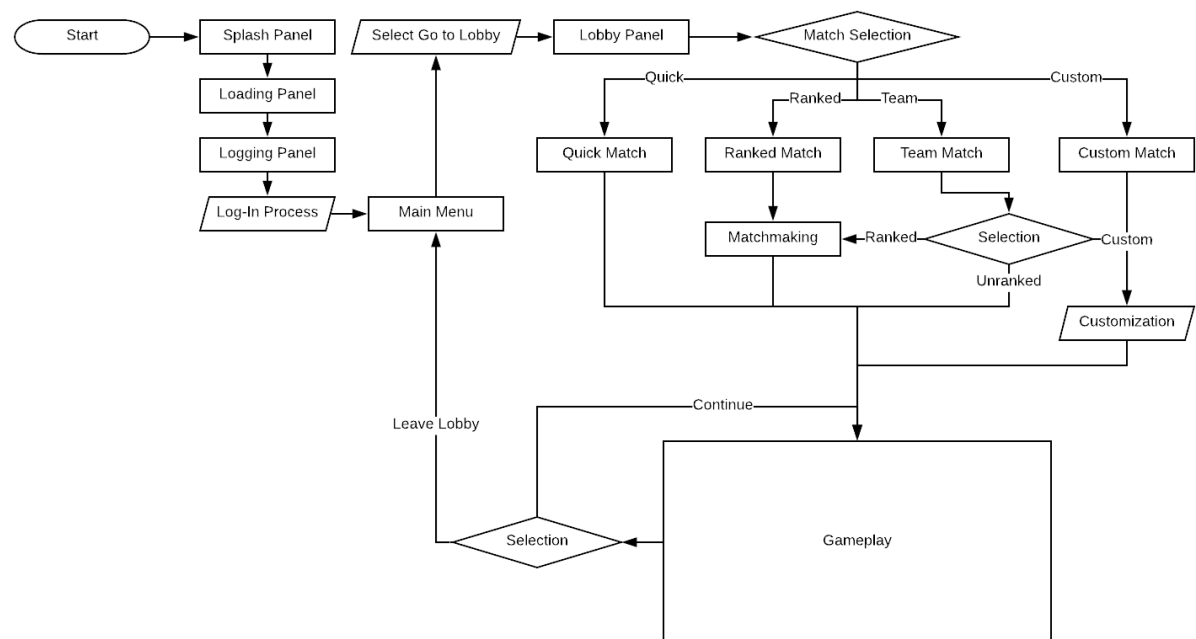 Start
Splash Panel
Select Go to Lobby
Lobby Panel
Match Selection
Quick
Custom
Loading Panel
Ranked
Team
Logging Panel
Quick Match
Ranked Match
Team Match
Custom Match
Log-In Process
Main Menu
Matchmaking
Ranked
Selection
Custom
Unranked
Customization
Continue
Leave Lobby
Selection
Gameplay